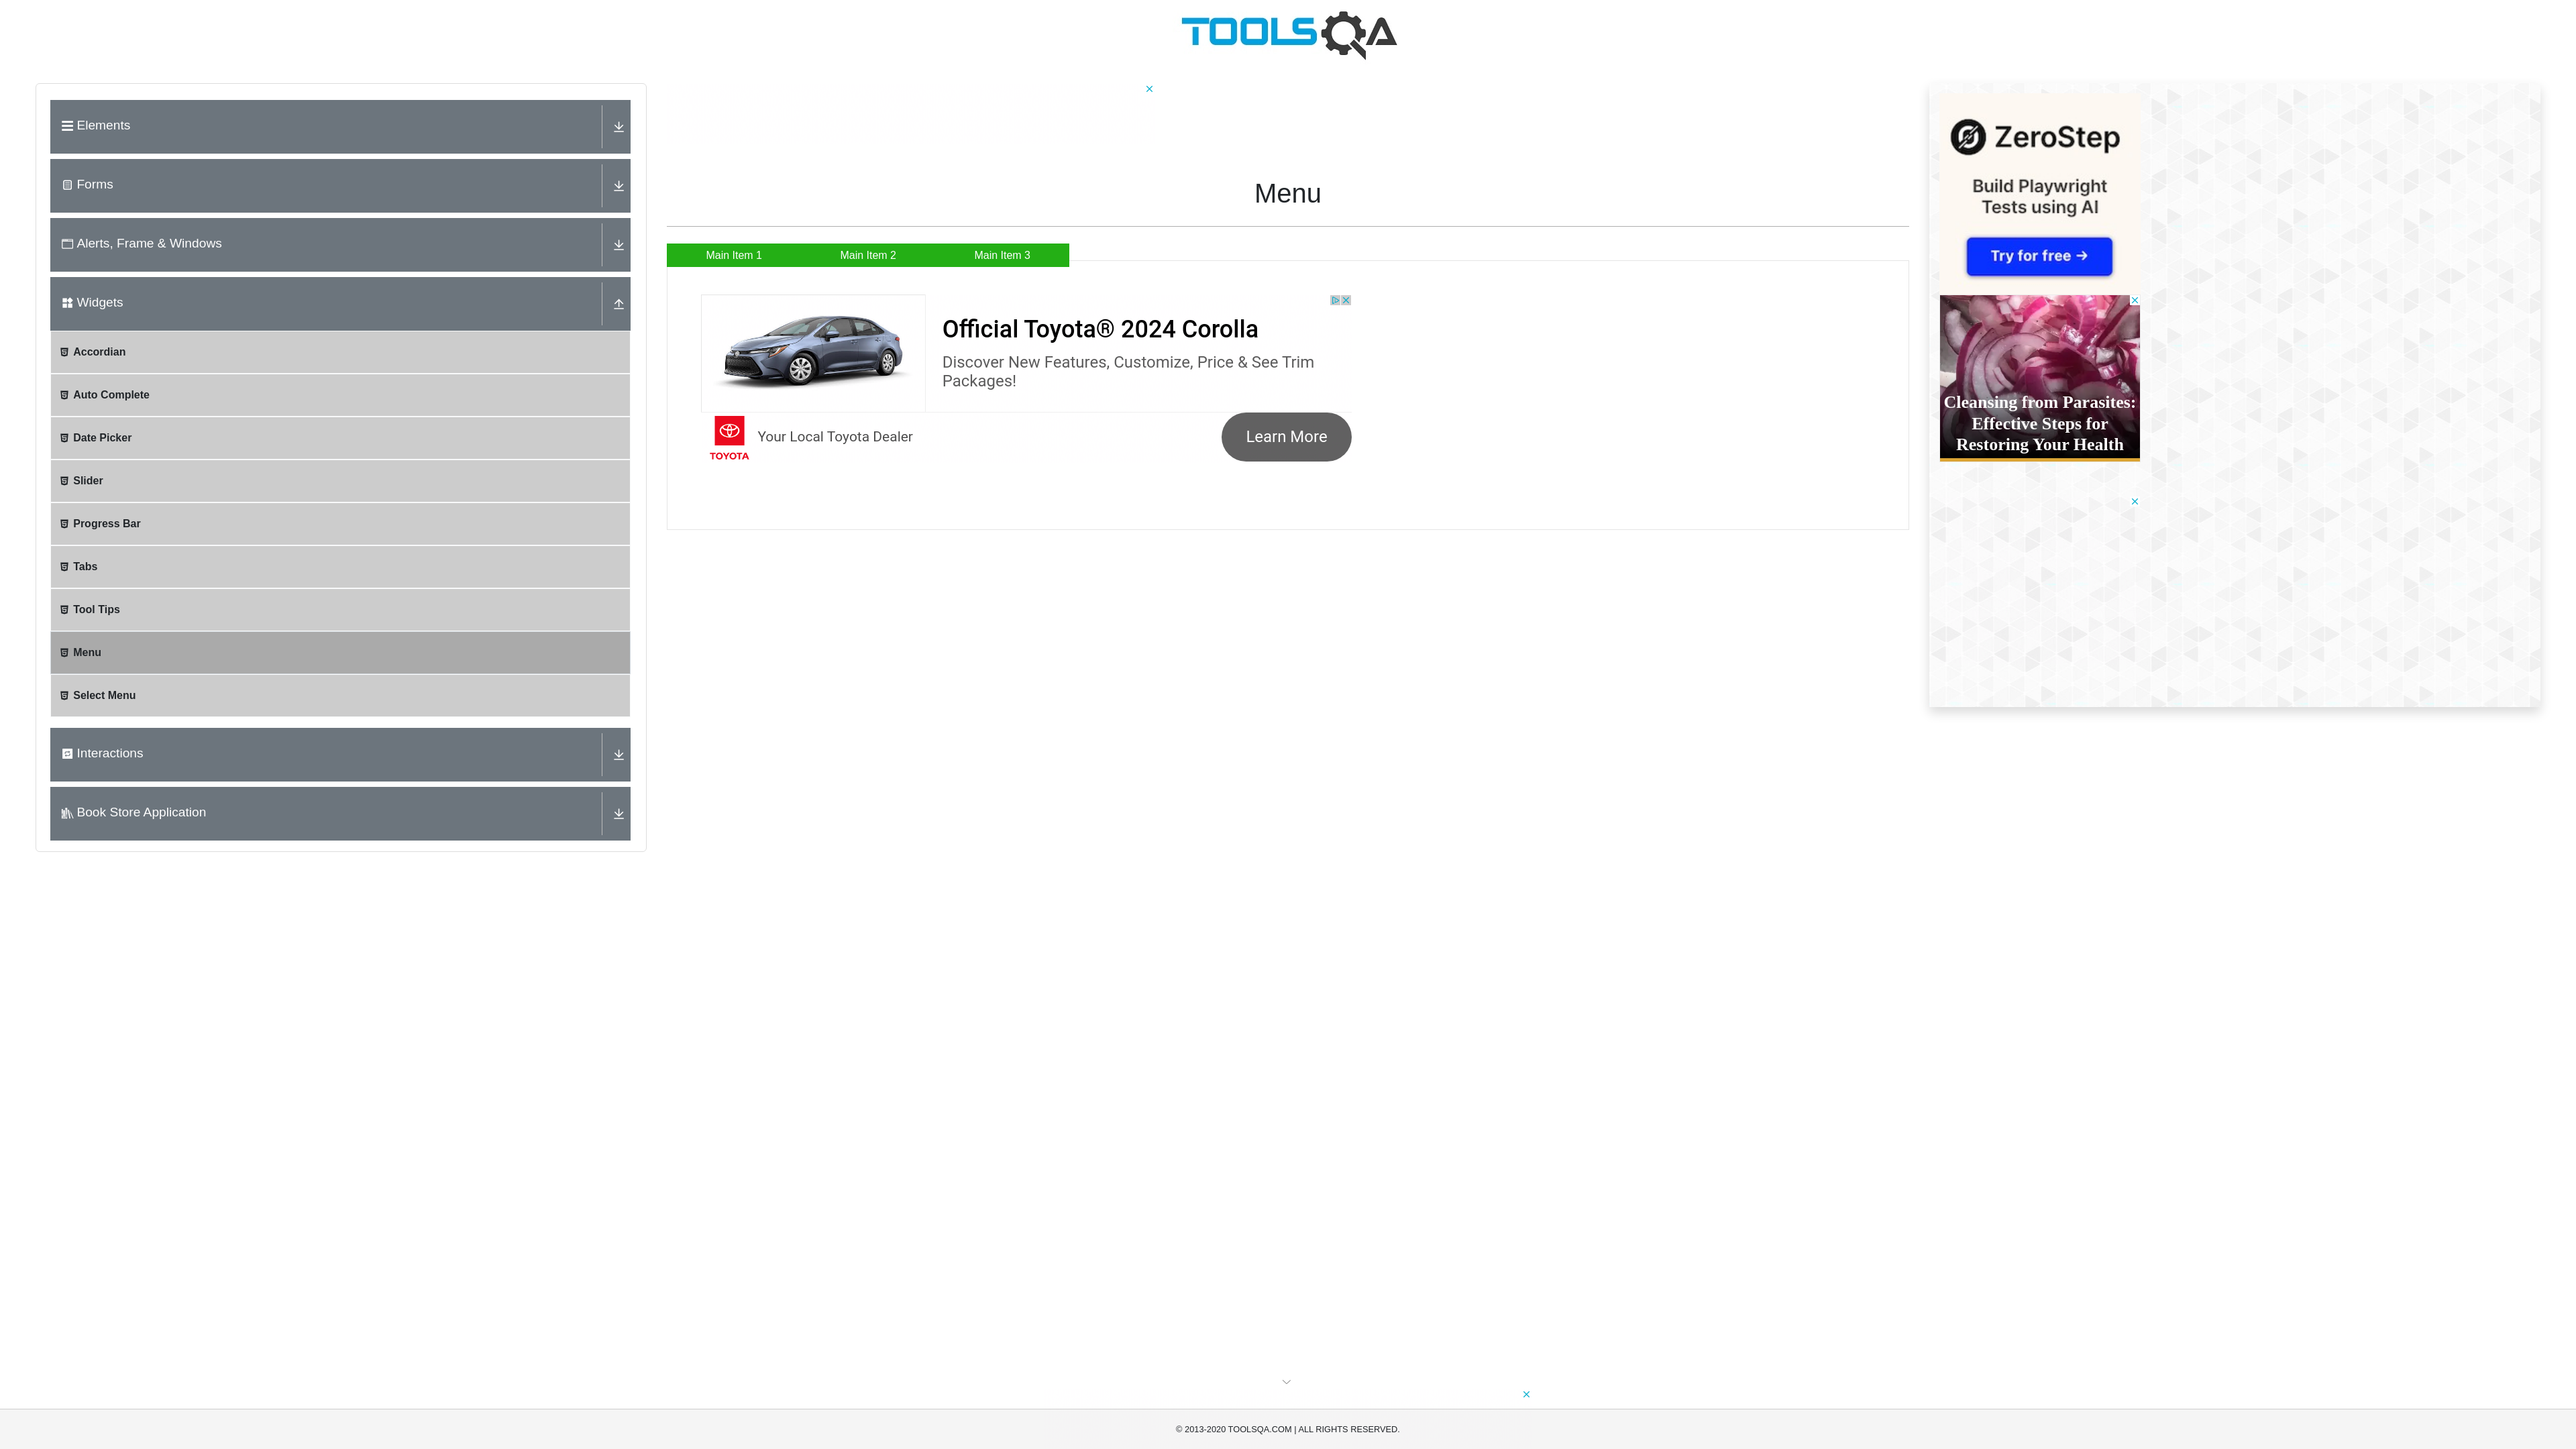 TOOLSQA
Elements
Forms
Alerts, Frame & Windows
Widgets
Accordian
Auto Complete
Date Picker
Slider
Progress Bar
Tabs
Tool Tips
Menu
Select Menu
Interactions
Book Store Application
Menu
Main Item 1
Main Item 2
Main Item 3
Official Toyota® 2024 Corolla
Discover New Features, Customize, Price & See Trim
Packages!
TOYOTA
Your Local Toyota Dealer
Learn More
ZeroStep
Build Playwright
Tests using AI
Try for free →
Cleansing from Parasites:
Effective Steps for
Restoring Your Health
© 2013-2020 TOOLSQA.COM | ALL RIGHTS RESERVED.